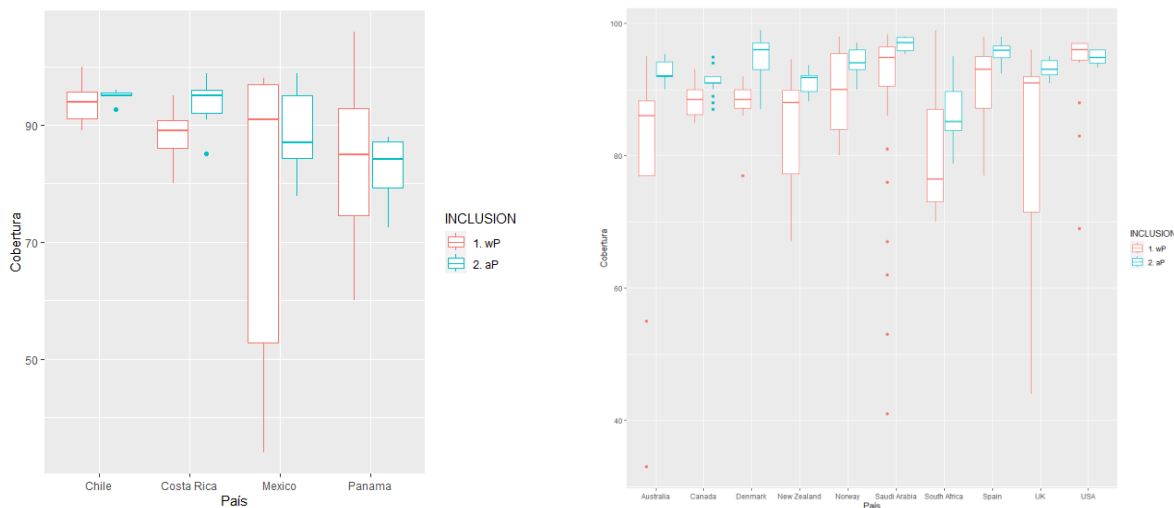 90
70
50
Cobertura
Chile Costa Rica Mexico Panama
País
INCLUSION
1. wP
2. aP
100
80
60
40
Cobertura
Australia Canada Denmark New Zealand Norway Saudi Arabia South Africa Spain UK USA
País
INCLUSION
1. wP
2. aP